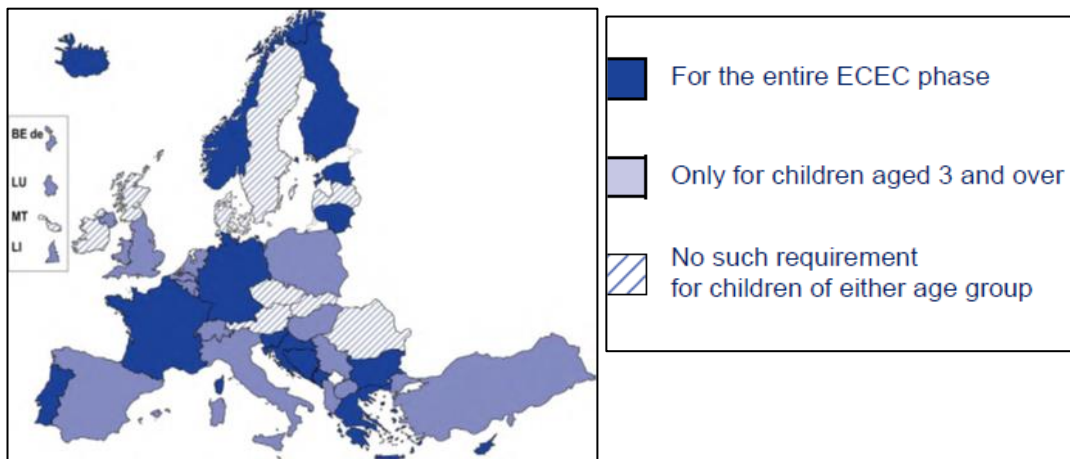 BE de
LU
MT
LI
For the entire ECEC phase
Only for children aged 3 and over
No such requirement
for children of either age group